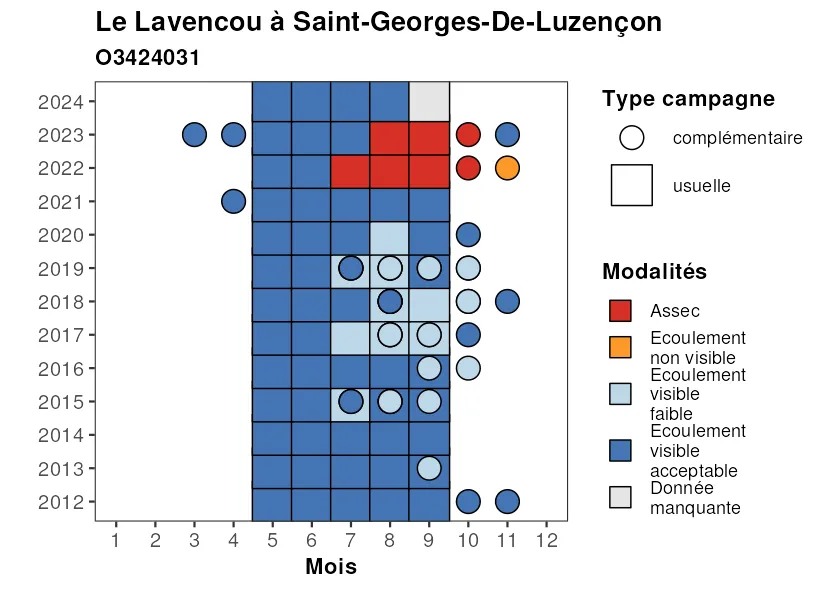 Le Lavencou à Saint-Georges-De-Luzençon
O3424031
2024
2023
2022
2021
2020
2019
2018
2017
2016
2015
2014
2013
2012
1 2 3 4 5 6 7 8 9 10 11 12
Mois
Type campagne
complémentaire
usuelle
Modalités
Assec
Ecoulement
non visible
Ecoulement
visible
faible
Ecoulement
visible
acceptable
Donnée
manquante